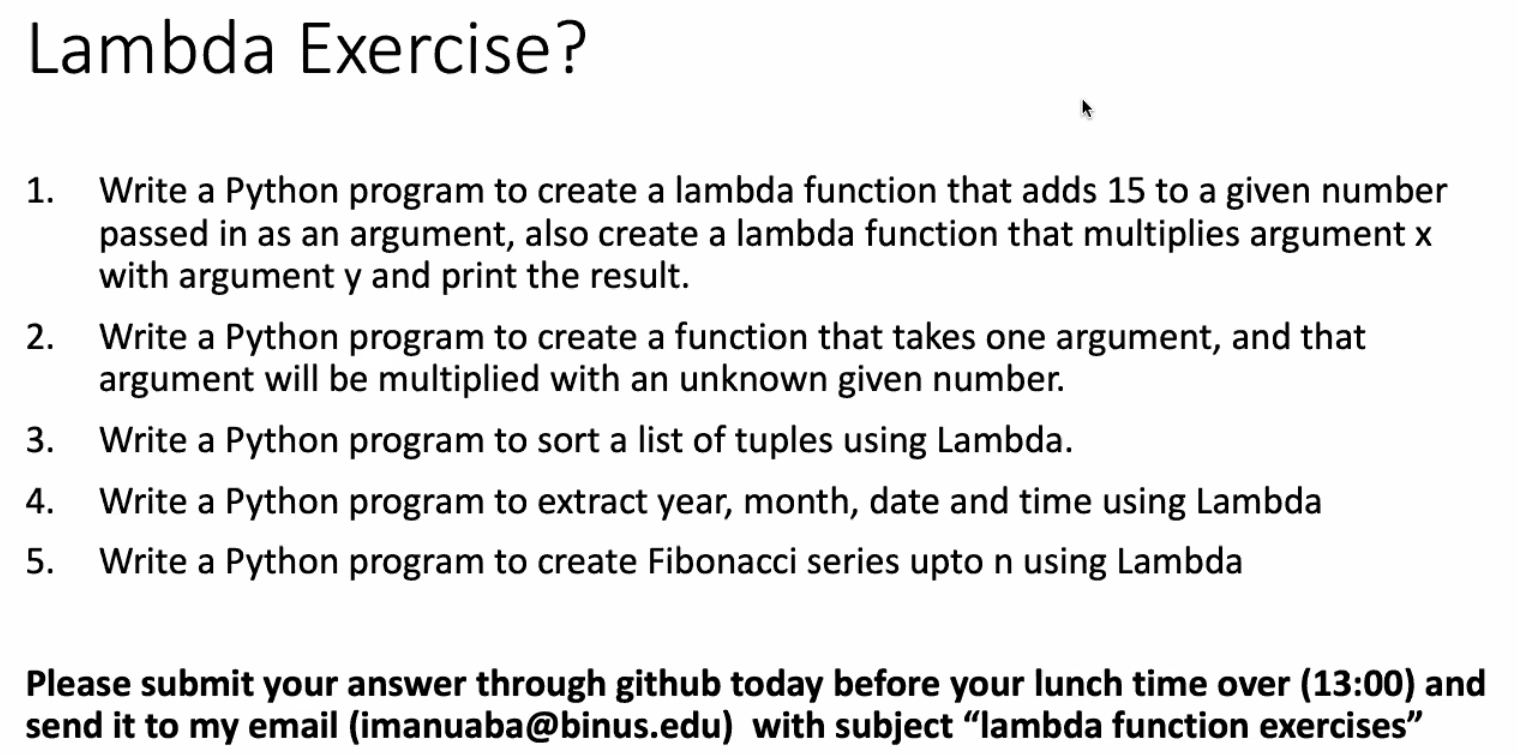 Lambda Exercise?
1. Write a Python program to create a lambda function that adds 15 to a given number
passed in as an argument, also create a lambda function that multiplies argument x
with argument y and print the result.
2. Write a Python program to create a function that takes one argument, and that
argument will be multiplied with an unknown given number.
3. Write a Python program to sort a list of tuples using Lambda.
4. Write a Python program to extract year, month, date and time using Lambda
5. Write a Python program to create Fibonacci series upto n using Lambda
Please submit your answer through github today before your lunch time over (13:00) and
send it to my email (imanuaba@binus.edu) with subject “lambda function exercises”